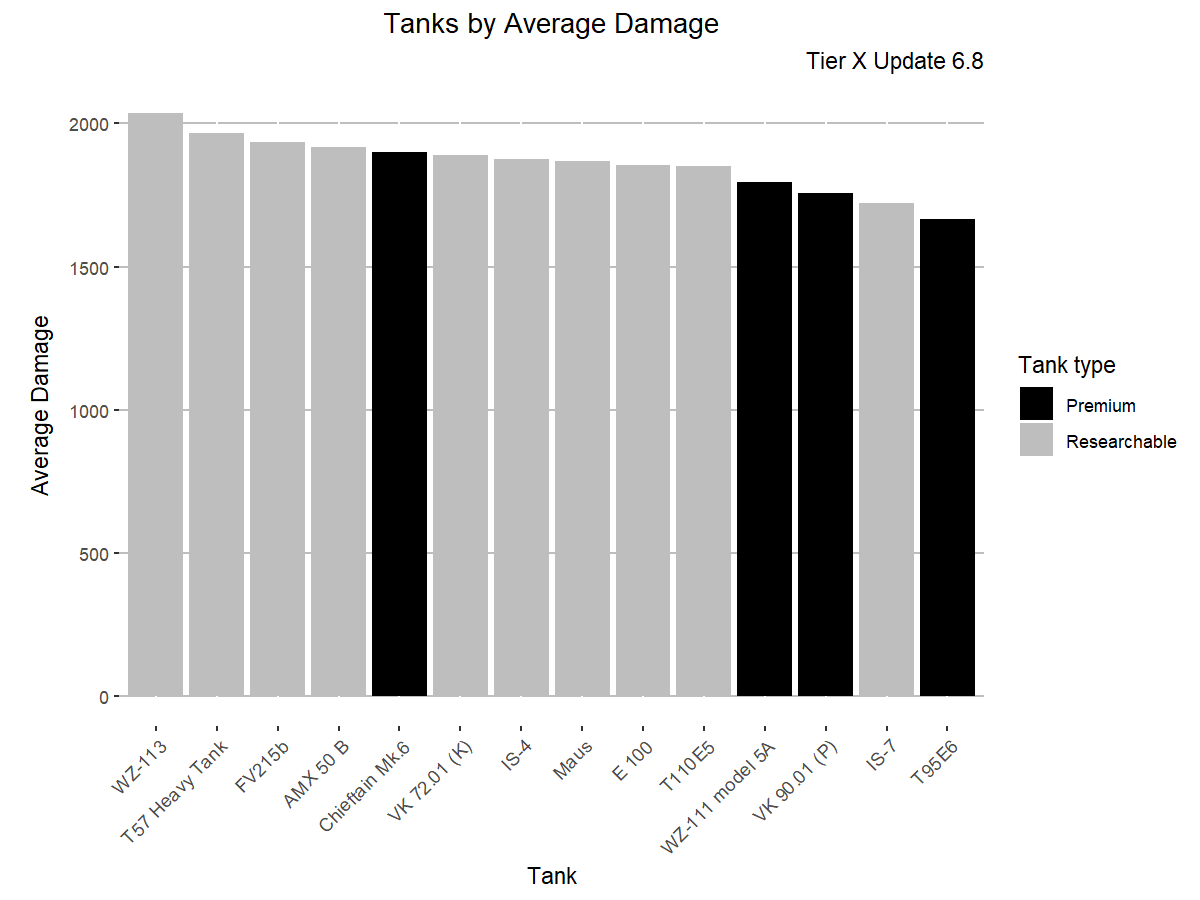 Tanks by Average Damage
Tier X Update 6.8
Average Damage
2000
1500
1000
500
0
WZ-113
T57 Heavy Tank
FV215b
AMX 50 B
Chieftain Mk.6
VK 72.01 (K)
IS-4
Maus
E 100
T110E5
WZ-111 model 5A
VK 90.01 (P)
IS-7
T95E6
Tank
Tank type
Premium
Researchable